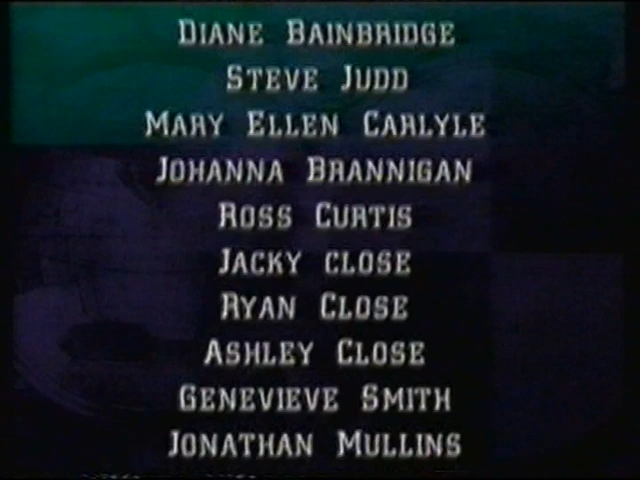 Diane Bainbridge
Steve Judd
Mary Ellen Carlyle
Johanna Brannigan
Ross Curtis
Jacky close
Ryan Close
Ashley Close
Genevieve Smith
Jonathan Mullins